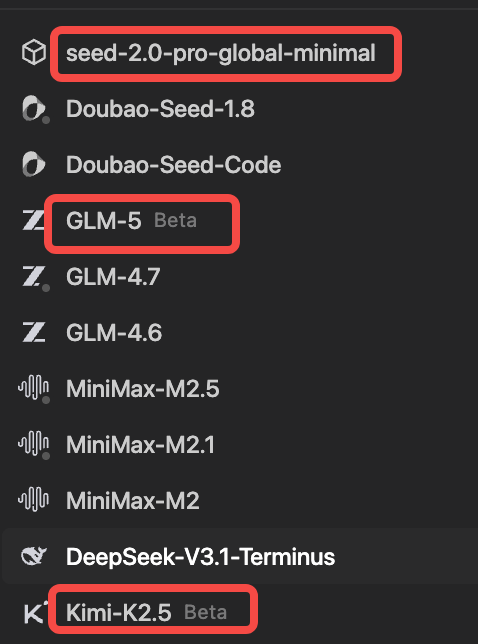 seed-2.0-pro-global-minimal
Doubao-Seed-1.8
Doubao-Seed-Code
GLM-5 Beta
GLM-4.7
GLM-4.6
MiniMax-M2.5
MiniMax-M2.1
MiniMax-M2
DeepSeek-V3.1-Terminus
Kimi-K2.5 Beta